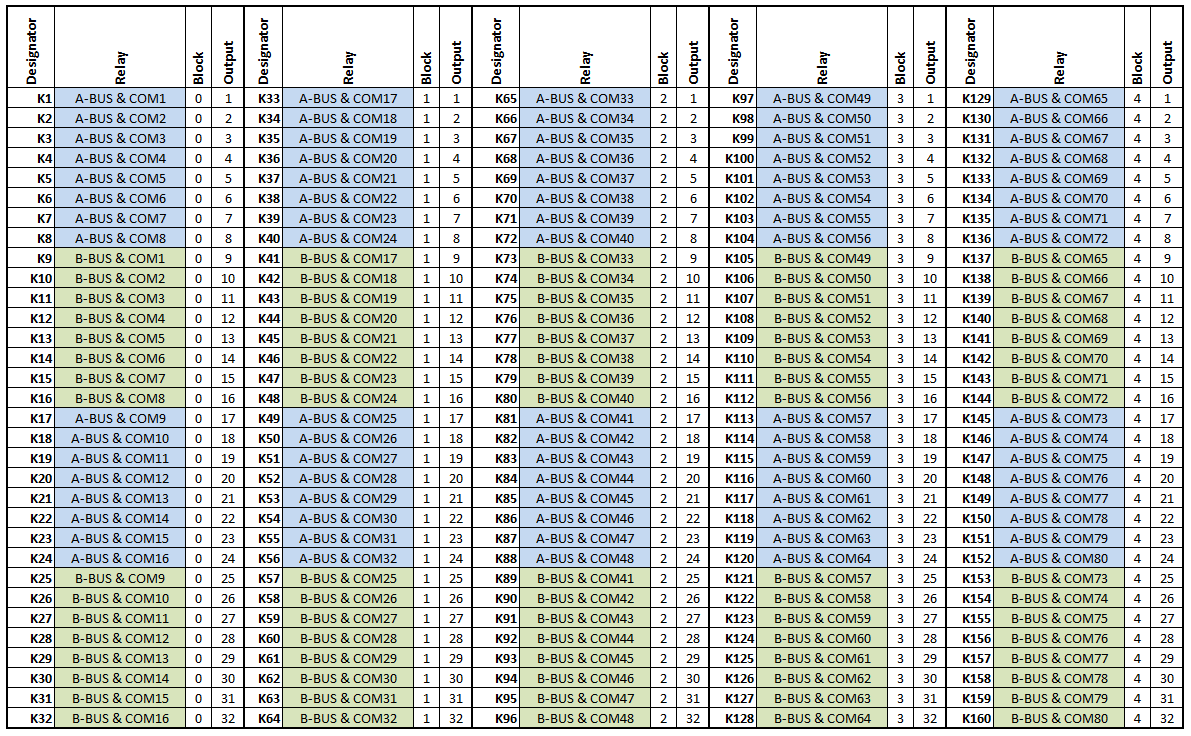 Designator Relay Block Output Designator Relay Block Output Designator Relay Block Output Designator Relay Block Output Designator Relay Block Output
K1 A-BUS & COM1 0 1 K33 A-BUS & COM17 1 1 K65 A-BUS & COM33 2 1 K97 A-BUS & COM49 3 1 K129 A-BUS & COM65 4 1
K2 A-BUS & COM2 0 2 K34 A-BUS & COM18 1 2 K66 A-BUS & COM34 2 2 K98 A-BUS & COM50 3 2 K130 A-BUS & COM66 4 2
K3 A-BUS & COM3 0 3 K35 A-BUS & COM19 1 3 K67 A-BUS & COM35 2 3 K99 A-BUS & COM51 3 3 K131 A-BUS & COM67 4 3
K4 A-BUS & COM4 0 4 K36 A-BUS & COM20 1 4 K68 A-BUS & COM36 2 4 K100 A-BUS & COM52 3 4 K132 A-BUS & COM68 4 4
K5 A-BUS & COM5 0 5 K37 A-BUS & COM21 1 5 K69 A-BUS & COM37 2 5 K101 A-BUS & COM53 3 5 K133 A-BUS & COM69 4 5
K6 A-BUS & COM6 0 6 K38 A-BUS & COM22 1 6 K70 A-BUS & COM38 2 6 K102 A-BUS & COM54 3 6 K134 A-BUS & COM70 4 6
K7 A-BUS & COM7 0 7 K39 A-BUS & COM23 1 7 K71 A-BUS & COM39 2 7 K103 A-BUS & COM55 3 7 K135 A-BUS & COM71 4 7
K8 A-BUS & COM8 0 8 K40 A-BUS & COM24 1 8 K72 A-BUS & COM40 2 8 K104 A-BUS & COM56 3 8 K136 A-BUS & COM72 4 8
K9 B-BUS & COM1 0 9 K41 B-BUS & COM17 1 9 K73 B-BUS & COM33 2 9 K105 B-BUS & COM49 3 9 K137 B-BUS & COM65 4 9
K10 B-BUS & COM2 0 10 K42 B-BUS & COM18 1 10 K74 B-BUS & COM34 2 10 K106 B-BUS & COM50 3 10 K138 B-BUS & COM66 4 10
K11 B-BUS & COM3 0 11 K43 B-BUS & COM19 1 11 K75 B-BUS & COM35 2 11 K107 B-BUS & COM51 3 11 K139 B-BUS & COM67 4 11
K12 B-BUS & COM4 0 12 K44 B-BUS & COM20 1 12 K76 B-BUS & COM36 2 12 K108 B-BUS & COM52 3 12 K140 B-BUS & COM68 4 12
K13 B-BUS & COM5 0 13 K45 B-BUS & COM21 1 13 K77 B-BUS & COM37 2 13 K109 B-BUS & COM53 3 13 K141 B-BUS & COM69 4 13
K14 B-BUS & COM6 0 14 K46 B-BUS & COM22 1 14 K78 B-BUS & COM38 2 14 K110 B-BUS & COM54 3 14 K142 B-BUS & COM70 4 14
K15 B-BUS & COM7 0 15 K47 B-BUS & COM23 1 15 K79 B-BUS & COM39 2 15 K111 B-BUS & COM55 3 15 K143 B-BUS & COM71 4 15
K16 B-BUS & COM8 0 16 K48 B-BUS & COM24 1 16 K80 B-BUS & COM40 2 16 K112 B-BUS & COM56 3 16 K144 B-BUS & COM72 4 16
K17 A-BUS & COM9 0 17 K49 A-BUS & COM25 1 17 K81 A-BUS & COM41 2 17 K113 A-BUS & COM57 3 17 K145 A-BUS & COM73 4 17
K18 A-BUS & COM10 0 18 K50 A-BUS & COM26 1 18 K82 A-BUS & COM42 2 18 K114 A-BUS & COM58 3 18 K146 A-BUS & COM74 4 18
K19 A-BUS & COM11 0 19 K51 A-BUS & COM27 1 19 K83 A-BUS & COM43 2 19 K115 A-BUS & COM59 3 19 K147 A-BUS & COM75 4 19
K20 A-BUS & COM12 0 20 K52 A-BUS & COM28 1 20 K84 A-BUS & COM44 2 20 K116 A-BUS & COM60 3 20 K148 A-BUS & COM76 4 20
K21 A-BUS & COM13 0 21 K53 A-BUS & COM29 1 21 K85 A-BUS & COM45 2 21 K117 A-BUS & COM61 3 21 K149 A-BUS & COM77 4 21
K22 A-BUS & COM14 0 22 K54 A-BUS & COM30 1 22 K86 A-BUS & COM46 2 22 K118 A-BUS & COM62 3 22 K150 A-BUS & COM78 4 22
K23 A-BUS & COM15 0 23 K55 A-BUS & COM31 1 23 K87 A-BUS & COM47 2 23 K119 A-BUS & COM63 3 23 K151 A-BUS & COM79 4 23
K24 A-BUS & COM16 0 24 K56 A-BUS & COM32 1 24 K88 A-BUS & COM48 2 24 K120 A-BUS & COM64 3 24 K152 A-BUS & COM80 4 24
K25 B-BUS & COM9 0 25 K57 B-BUS & COM25 1 25 K89 B-BUS & COM41 2 25 K121 B-BUS & COM57 3 25 K153 B-BUS & COM73 4 25
K26 B-BUS & COM10 0 26 K58 B-BUS & COM26 1 26 K90 B-BUS & COM42 2 26 K122 B-BUS & COM58 3 26 K154 B-BUS & COM74 4 26
K27 B-BUS & COM11 0 27 K59 B-BUS & COM27 1 27 K91 B-BUS & COM43 2 27 K123 B-BUS & COM59 3 27 K155 B-BUS & COM75 4 27
K28 B-BUS & COM12 0 28 K60 B-BUS & COM28 1 28 K92 B-BUS & COM44 2 28 K124 B-BUS & COM60 3 28 K156 B-BUS & COM76 4 28
K29 B-BUS & COM13 0 29 K61 B-BUS & COM29 1 29 K93 B-BUS & COM45 2 29 K125 B-BUS & COM61 3 29 K157 B-BUS & COM77 4 29
K30 B-BUS & COM14 0 30 K62 B-BUS & COM30 1 30 K94 B-BUS & COM46 2 30 K126 B-BUS & COM62 3 30 K158 B-BUS & COM78 4 30
K31 B-BUS & COM15 0 31 K63 B-BUS & COM31 1 31 K95 B-BUS & COM47 2 31 K127 B-BUS & COM63 3 31 K159 B-BUS & COM79 4 31
K32 B-BUS & COM16 0 32 K64 B-BUS & COM32 1 32 K96 B-BUS & COM48 2 32 K128 B-BUS & COM64 3 32 K160 B-BUS & COM80 4 32